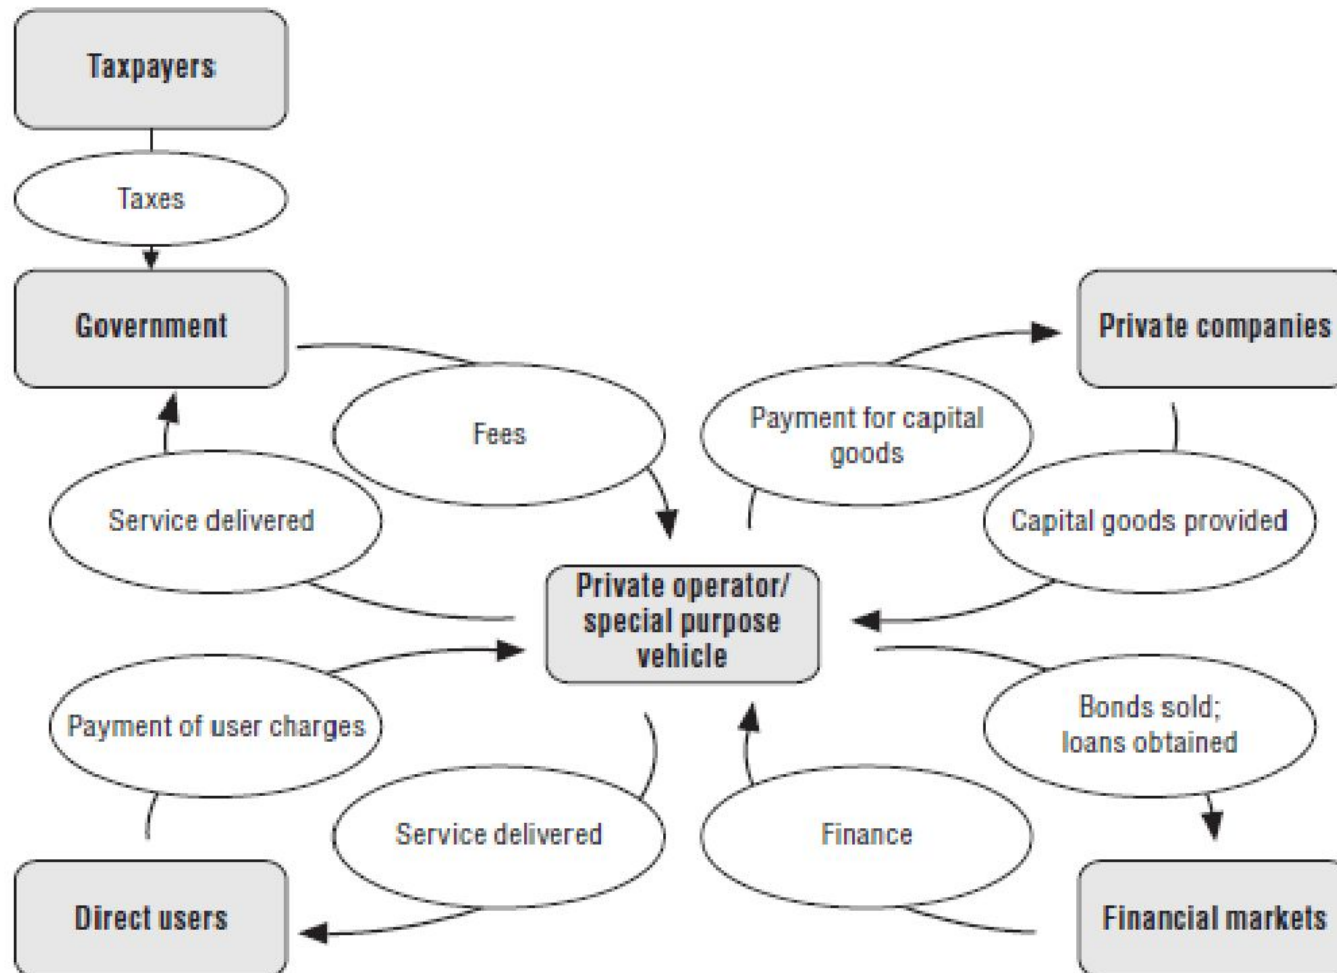 Taxpayers
Taxes
Government
Private companies
Fees
Payment for capital
goods
Service delivered
Capital goods provided
Private operator/
special purpose
vehicle
Payment of user charges
Bonds sold;
loans obtained
Service delivered
Finance
Direct users
Financial markets